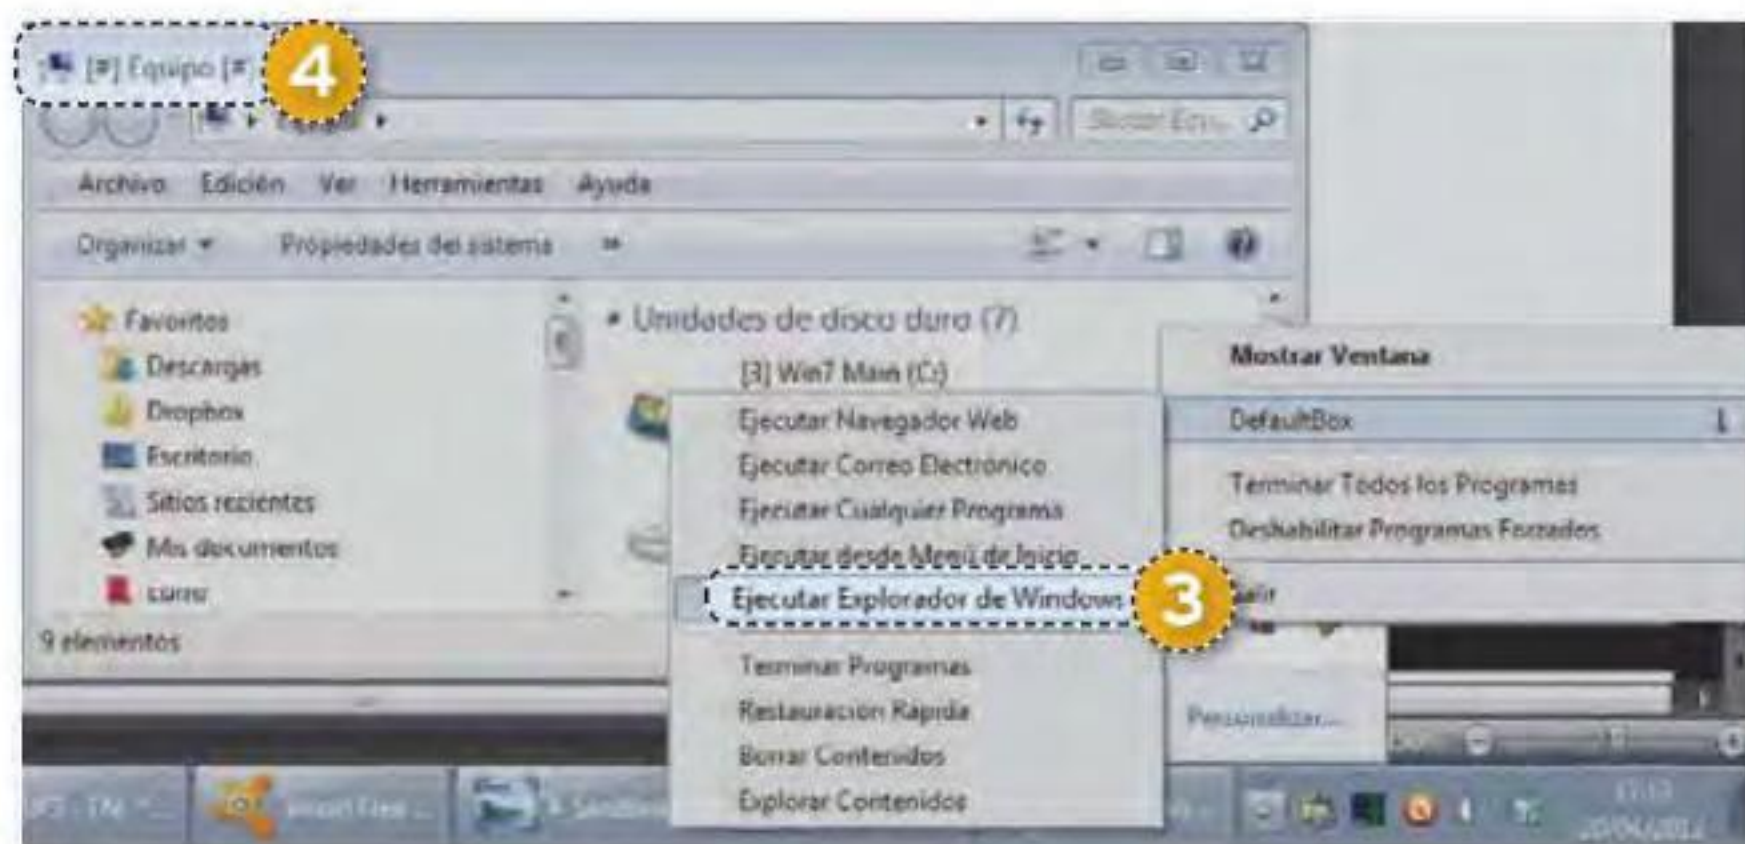 [#] Equipo [#]
4
Archivo Edición Ver Herramientas Ayuda
Organizar Propiedades del sistema »
Favoritos
Descargas
Dropbox
Escritorio
Sitios recientes
Mis documentos
9 elementos
Unidades de disco duro (7)
[3] Win7 Main (C:)
Ejecutar Navegador Web
Ejecutar Correo Electrónico
Ejecutar Cualquier Programa
Ejecutar desde Menú de Inicio
Ejecutar Explorador de Windows
3
Terminar Programas
Restauración Rápida
Borrar Contenidos
Explorar Contenidos
Mostrar Ventana
DefaultBox
Terminar Todos los Programas
Deshabilitar Programas Forzados
Salir
Personalizar...